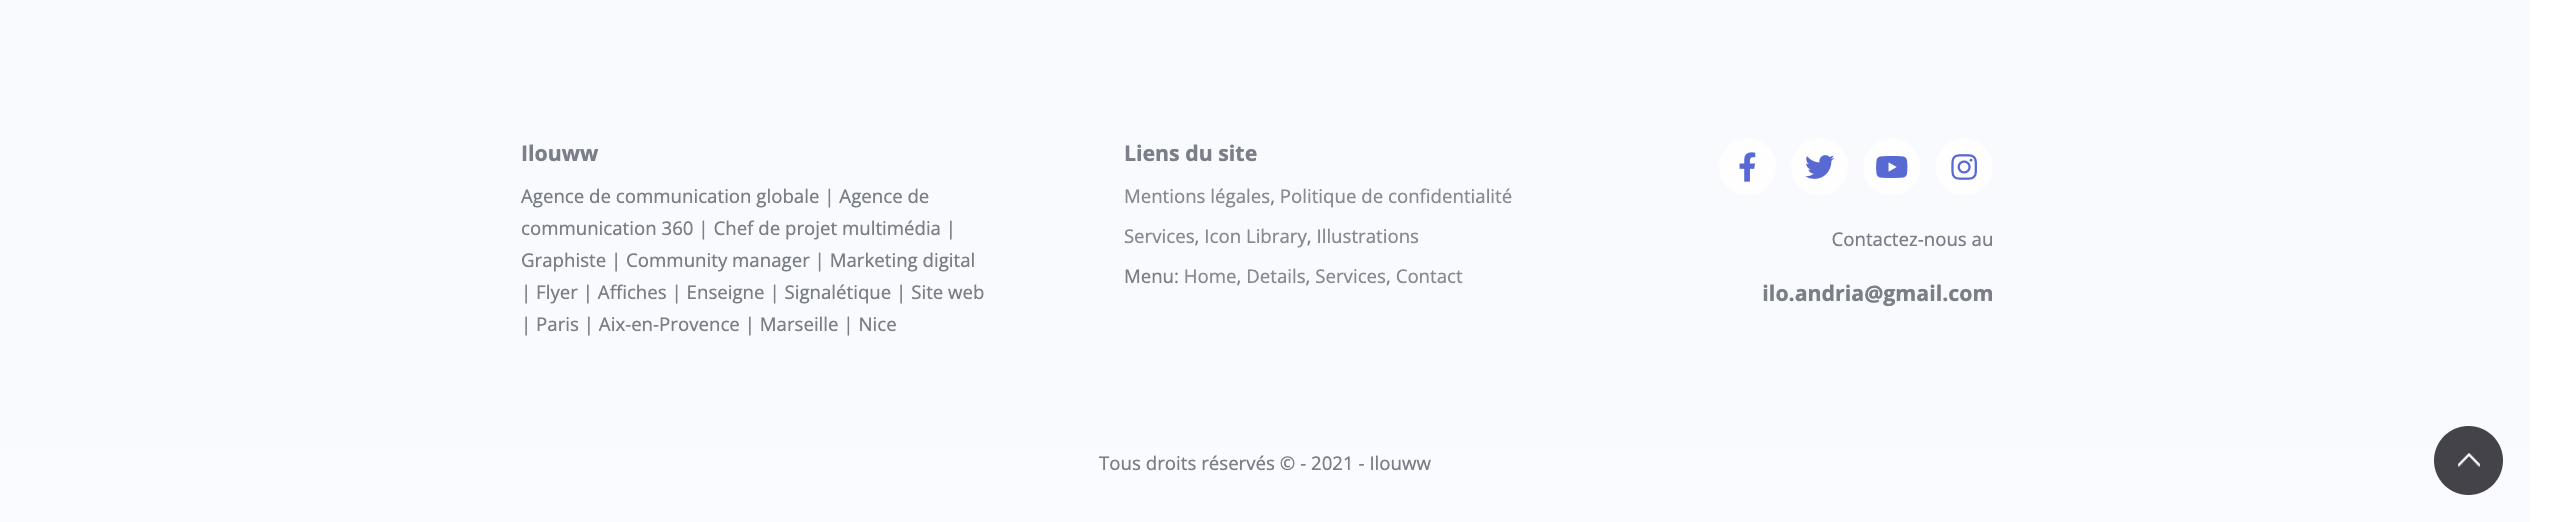 Ilouww
Agence de communication globale | Agence de
communication 360 | Chef de projet multimédia |
Graphiste | Community manager | Marketing digital
| Flyer | Affiches | Enseigne | Signalétique | Site web
| Paris | Aix-en-Provence | Marseille | Nice
Liens du site
Mentions légales, Politique de confidentialité
Services, Icon Library, Illustrations
Menu: Home, Details, Services, Contact
Contactez-nous au
ilo.andria@gmail.com
Tous droits réservés © - 2021 - Ilouww